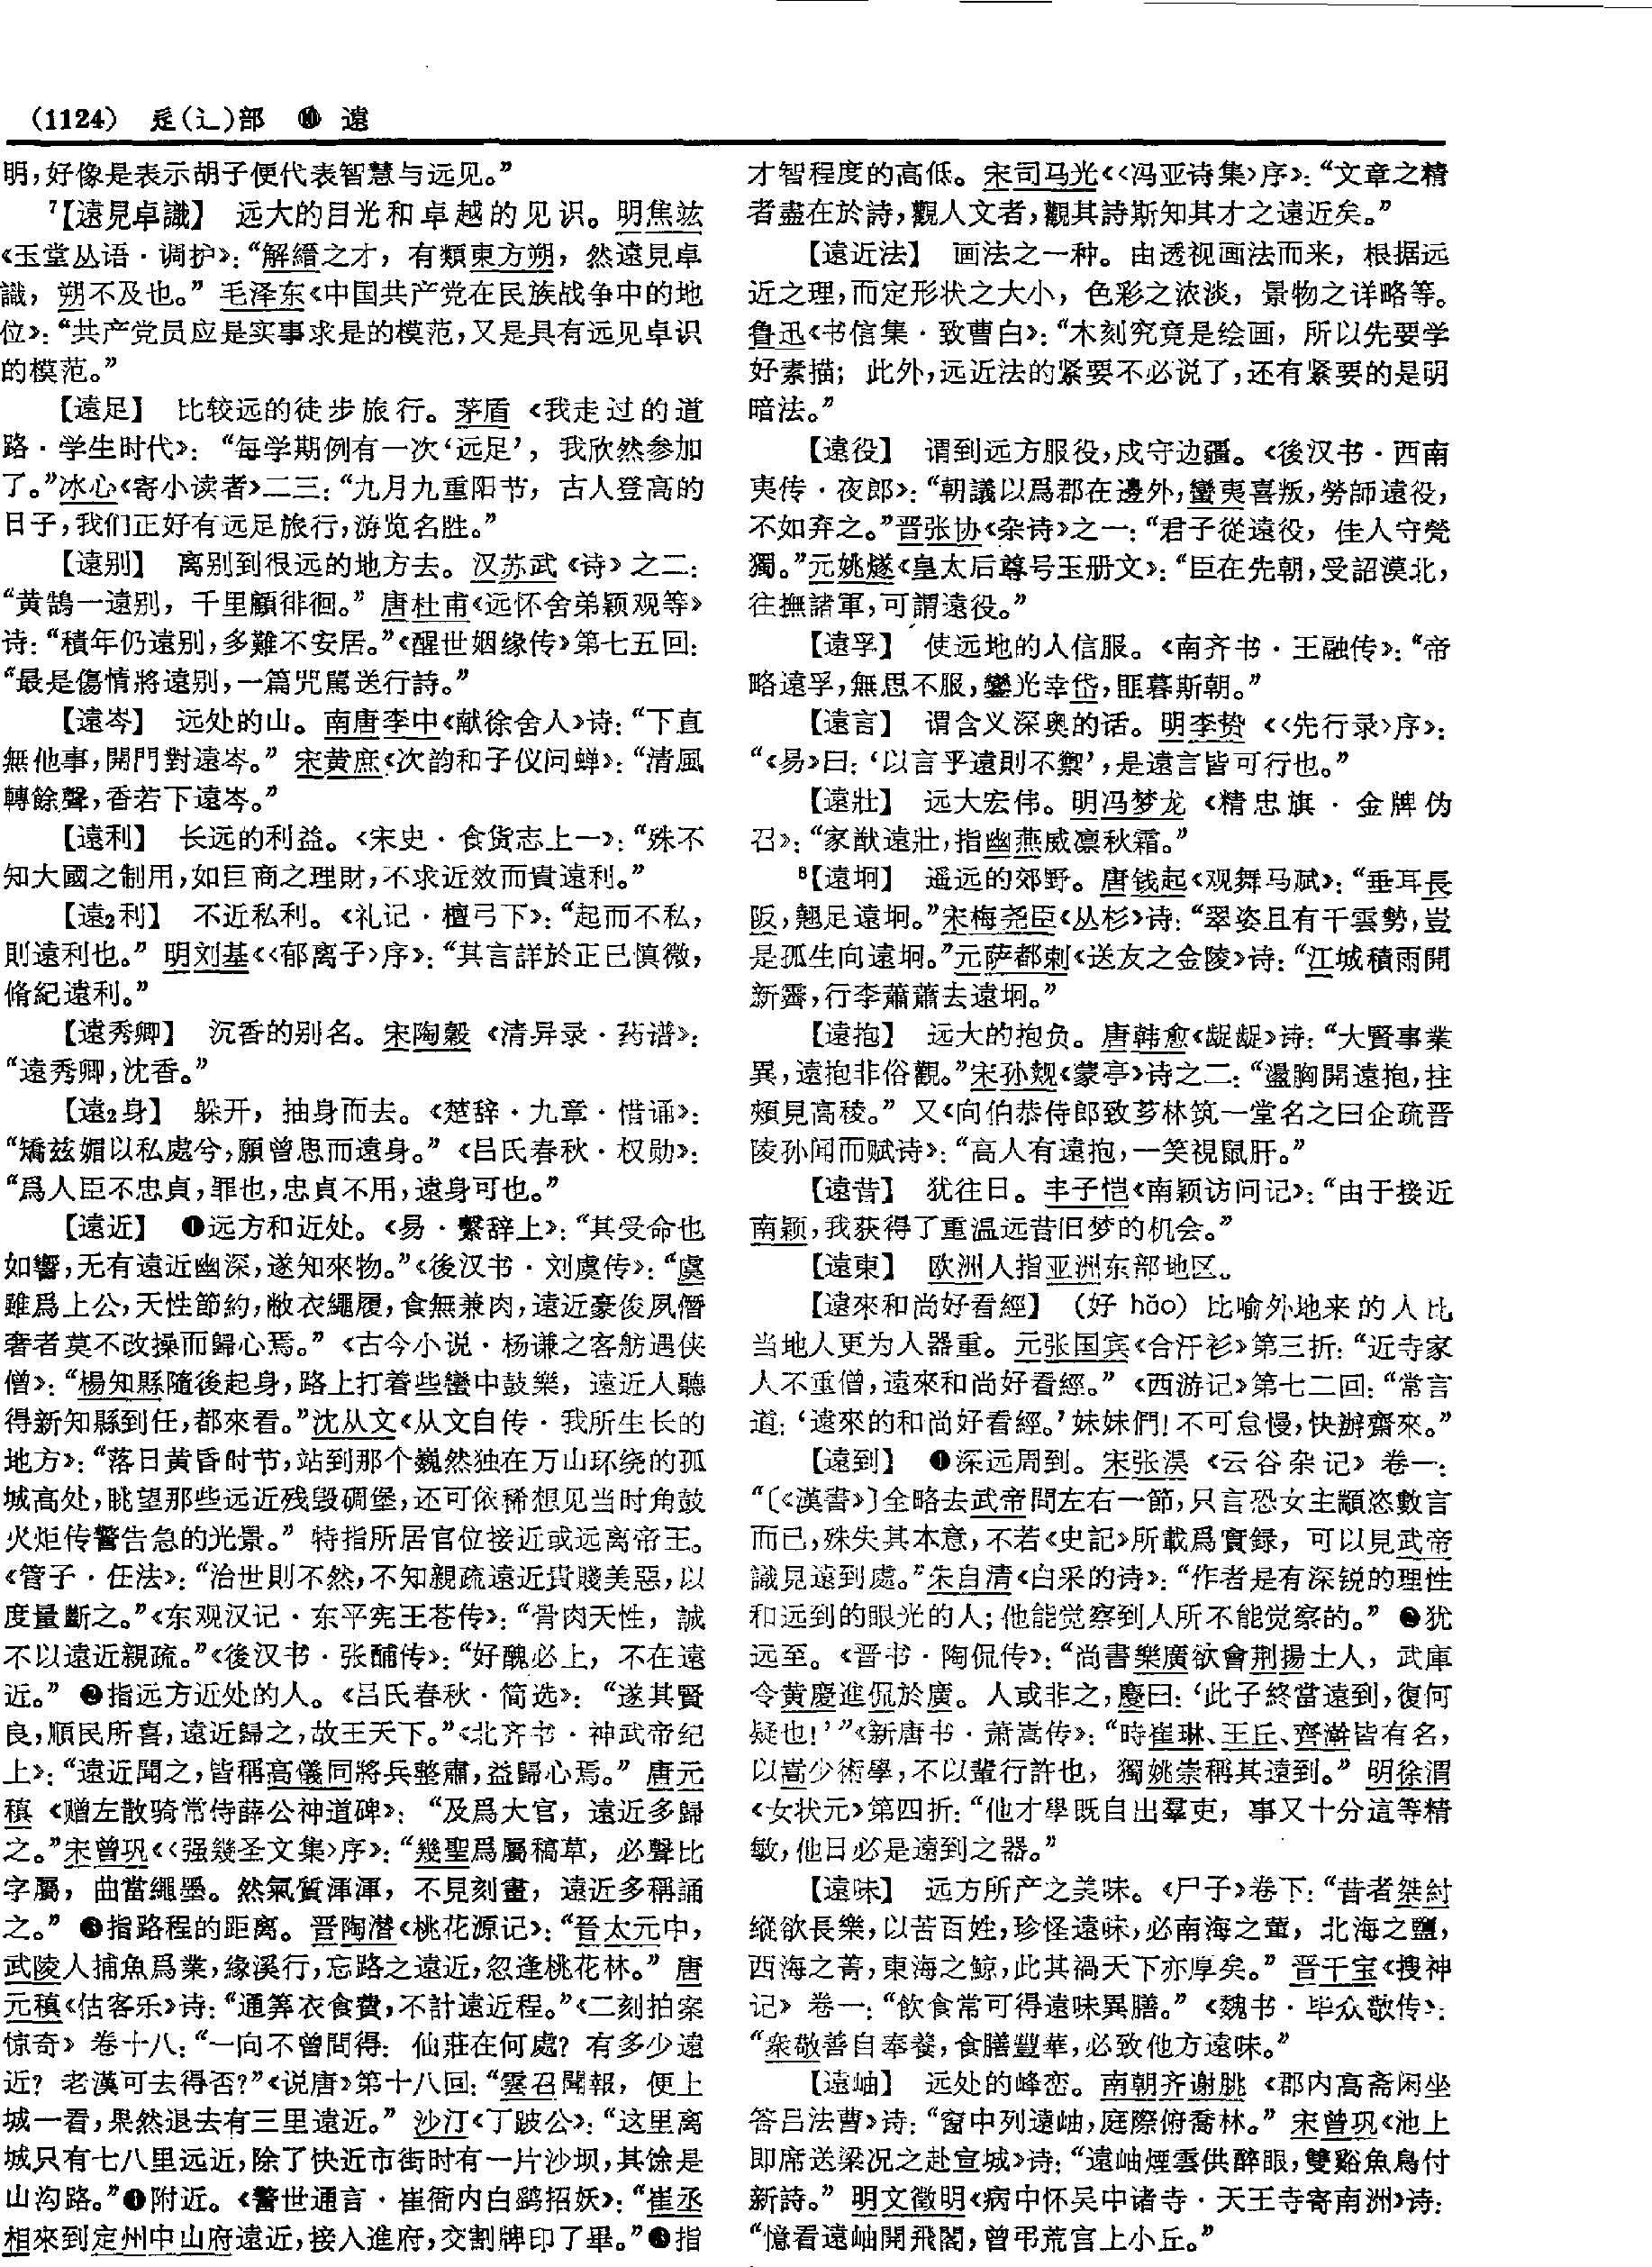 (1124) 辵(辶)部 ❿ 遠
明,好像是表示胡子便代表智慧与远见。”
⁷【遠見卓識】 远大的目光和卓越的见识。明焦竑
《玉堂丛语·调护》:“解縉之才,有類東方朔,然遠見卓
識,朔不及也。”毛泽东《中国共产党在民族战争中的地
位》:“共产党员应是实事求是的模范,又是具有远见卓识
的模范。”
【遠足】 比较远的徒步旅行。茅盾《我走过的道
路·学生时代》:“每学期例有一次‘远足’,我欣然参加
了。”冰心《寄小读者》二三:“九月九重阳节,古人登高的
日子,我们正好有远足旅行,游览名胜。”
【遠别】 离别到很远的地方去。汉苏武《诗》之二:
“黄鵠一遠别,千里顧徘徊。”唐杜甫《远怀舍弟颖观等》
诗:“積年仍遠别,多難不安居。”《醒世姻缘传》第七五回:
“最是傷情將遠别,一篇咒駡送行詩。”
【遠岑】 远处的山。南唐李中《献徐舍人》诗:“下直
無他事,開門對遠岑。”宋黄庶《次韵和子仪问蝉》:“清風
轉餘聲,香若下遠岑。”
【遠利】 长远的利益。《宋史·食货志上一》:“殊不
知大國之制用,如巨商之理財,不求近效而貴遠利。”
【遠₂利】 不近私利。《礼记·檀弓下》:“起而不私,
則遠利也。”明刘基《〈郁离子〉序》:“其言詳於正己慎微,
脩紀遠利。”
【遠秀卿】 沉香的别名。宋陶穀《清异录·药谱》:
“遠秀卿,沈香。”
【遠₂身】 躲开,抽身而去。《楚辞·九章·惜诵》:
“矯兹媚以私處兮,願曾思而遠身。”《吕氏春秋·权勋》:
“爲人臣不忠貞,罪也,忠貞不用,遠身可也。”
【遠近】 ❶远方和近处。《易·繫辞上》:“其受命也
如響,无有遠近幽深,遂知來物。”《後汉书·刘虞传》:“虞
雖爲上公,天性節約,敝衣繩履,食無兼肉,遠近豪俊夙僭
奢者莫不改操而歸心焉。”《古今小说·杨谦之客舫遇侠
僧》:“楊知縣隨後起身,路上打着些蠻中鼓樂,遠近人聽
得新知縣到任,都來看。”沈从文《从文自传·我所生长的
地方》:“落日黄昏时节,站到那个巍然独在万山环绕的孤
城高处,眺望那些远近残毁碉堡,还可依稀想见当时角鼓
火炬传警告急的光景。”特指所居官位接近或远离帝王。
《管子·任法》:“治世則不然,不知親疏遠近貴賤美惡,以
度量斷之。”《东观汉记·东平宪王苍传》:“骨肉天性,誠
不以遠近親疏。”《後汉书·张酺传》:“好醜必上,不在遠
近。”❷指远方近处的人。《吕氏春秋·简选》:“遂其賢
良,順民所喜,遠近歸之,故王天下。”《北齐书·神武帝纪
上》:“遠近聞之,皆稱高儀同將兵整肅,益歸心焉。”唐元
稹《赠左散骑常侍薛公神道碑》:“及爲大官,遠近多歸
之。”宋曾巩《〈强幾圣文集〉序》:“幾聖爲屬稿草,必聲比
字屬,曲當繩墨。然氣質渾渾,不見刻畫,遠近多稱誦
之。”❸指路程的距离。晋陶潜《桃花源记》:“晉太元中,
武陵人捕魚爲業,緣溪行,忘路之遠近,忽逢桃花林。”唐
元稹《估客乐》诗:“通算衣食費,不計遠近程。”《二刻拍案
惊奇》卷十八:“一向不曾問得:仙莊在何處?有多少遠
近?老漢可去得否?”《说唐》第十八回:“雲召聞報,便上
城一看,果然退去有三里遠近。”沙汀《丁跛公》:“这里离
城只有七八里远近,除了快近市街时有一片沙坝,其馀是
山沟路。”❹附近。《警世通言·崔衙内白鹞招妖》:“崔丞
相來到定州中山府遠近,接入進府,交割牌印了畢。”❺指
才智程度的高低。宋司马光《〈冯亚诗集〉序》:“文章之精
者盡在於詩,觀人文者,觀其詩斯知其才之遠近矣。”
【遠近法】 画法之一种。由透视画法而来,根据远
近之理,而定形状之大小,色彩之浓淡,景物之详略等。
鲁迅《书信集·致曹白》:“木刻究竟是绘画,所以先要学
好素描;此外,远近法的紧要不必说了,还有紧要的是明
暗法。”
【遠役】 谓到远方服役,戍守边疆。《後汉书·西南
夷传·夜郎》:“朝議以爲郡在邊外,蠻夷喜叛,勞師遠役,
不如弃之。”晋张协《杂诗》之一:“君子從遠役,佳人守煢
獨。”元姚燧《皇太后尊号玉册文》:“臣在先朝,受詔漠北,
往撫諸軍,可謂遠役。”
【遠孚】 使远地的人信服。《南齐书·王融传》:“帝
略遠孚,無思不服,鑾光幸岱,匪暮斯朝。”
【遠言】 谓含义深奥的话。明李贽《〈先行录〉序》:
“《易》曰:‘以言乎遠則不禦’,是遠言皆可行也。”
【遠壯】 远大宏伟。明冯梦龙《精忠旗·金牌伪
召》:“家猷遠壯,指幽燕威凛秋霜。”
⁸【遠坰】 遥远的郊野。唐钱起《观舞马赋》:“垂耳長
阪,翹足遠坰。”宋梅尧臣《丛杉》诗:“翠姿且有干雲勢,豈
是孤生向遠坰。”元萨都剌《送友之金陵》诗:“江城積雨開
新霽,行李蕭蕭去遠坰。”
【遠抱】 远大的抱负。唐韩愈《龊龊》诗:“大賢事業
異,遠抱非俗觀。”宋孙觌《蒙亭》诗之二:“盪胸開遠抱,拄
頰見高稜。”又《向伯恭侍郎致芗林筑一堂名之曰企疏晋
陵孙闻而赋诗》:“高人有遠抱,一笑視鼠肝。”
【遠昔】 犹往日。丰子恺《南颖访问记》:“由于接近
南颖,我获得了重温远昔旧梦的机会。”
【遠東】 欧洲人指亚洲东部地区。
【遠來和尚好看經】 (好 hǎo)比喻外地来的人比
当地人更为人器重。元张国宾《合汗衫》第三折:“近寺家
人不重僧,遠來和尚好看經。”《西游记》第七二回:“常言
道:‘遠來的和尚好看經。’妹妹們!不可怠慢,快辦齋來。”
【遠到】 ❶深远周到。宋张淏《云谷杂记》卷一:
“〔《漢書》〕全略去武帝問左右一節,只言恐女主顓恣數言
而已,殊失其本意,不若《史記》所載爲實録,可以見武帝
識見遠到處。”朱自清《白采的诗》:“作者是有深锐的理性
和远到的眼光的人;他能觉察到人所不能觉察的。”❷犹
远至。《晋书·陶侃传》:“尚書樂廣欲會荆揚士人,武庫
令黄慶進侃於廣。人或非之,慶曰:‘此子終當遠到,復何
疑也!’”《新唐书·萧嵩传》:“時崔琳、王丘、齊澣皆有名,
以嵩少術學,不以輩行許也,獨姚崇稱其遠到。”明徐渭
《女状元》第四折:“他才學既自出羣吏,事又十分這等精
敏,他日必是遠到之器。”
【遠味】 远方所产之美味。《尸子》卷下:“昔者桀紂
縱欲長樂,以苦百姓,珍怪遠味,必南海之葷,北海之鹽,
西海之菁,東海之鯨,此其禍天下亦厚矣。”晋干宝《搜神
记》卷一:“飲食常可得遠味異膳。”《魏书·毕众敬传》:
“衆敬善自奉養,食膳豐華,必致他方遠味。”
【遠岫】 远处的峰峦。南朝齐谢朓《郡内高斋闲坐
答吕法曹》诗:“窗中列遠岫,庭際俯喬林。”宋曾巩《池上
即席送梁况之赴宣城》诗:“遠岫煙雲供醉眼,雙谿魚鳥付
新詩。”明文徵明《病中怀吴中诸寺·天王寺寄南洲》诗:
“憶看遠岫開飛閣,曾弔荒宫上小丘。”